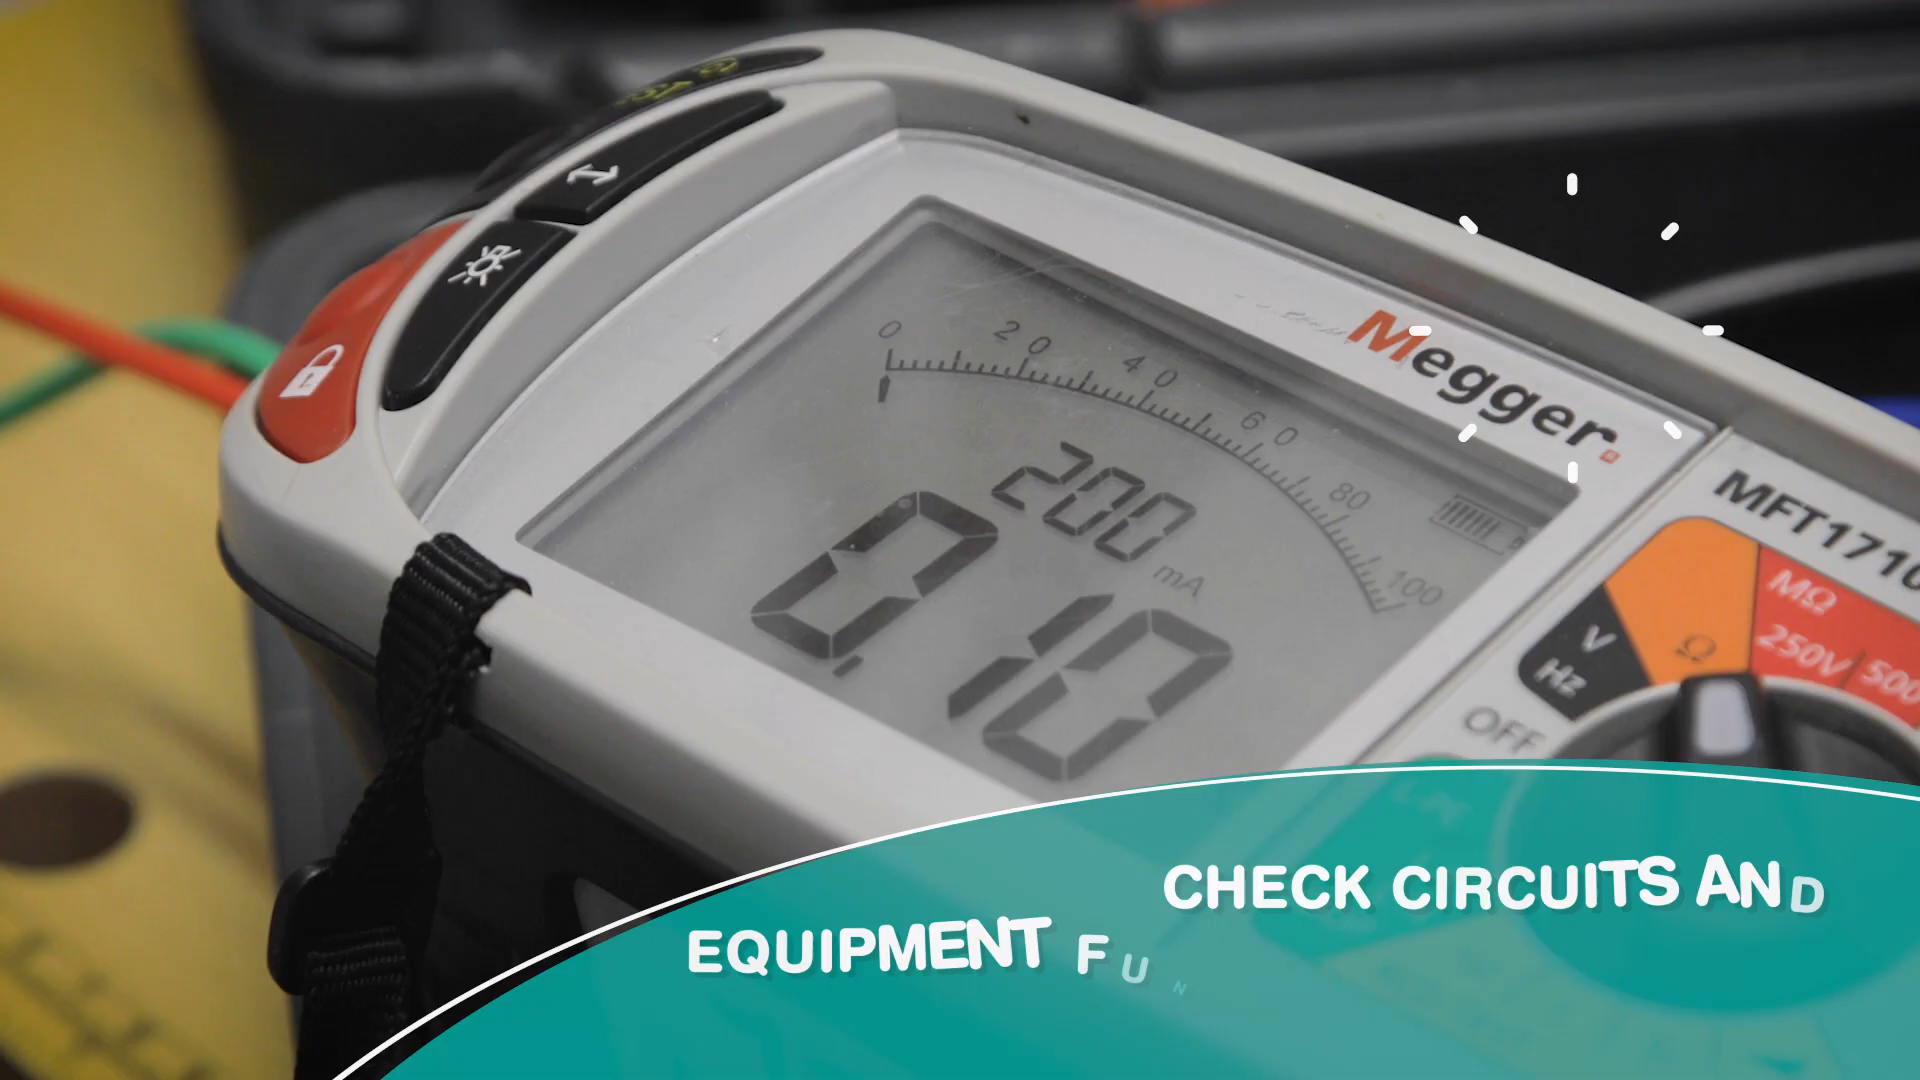 0 20 40 60 80 100
Megger
200 mA
0.10
MFT1710
MΩ
250V 500
Ω
V
Hz
OFF
L-PE
CHECK CIRCUITS AND
EQUIPMENT FUN